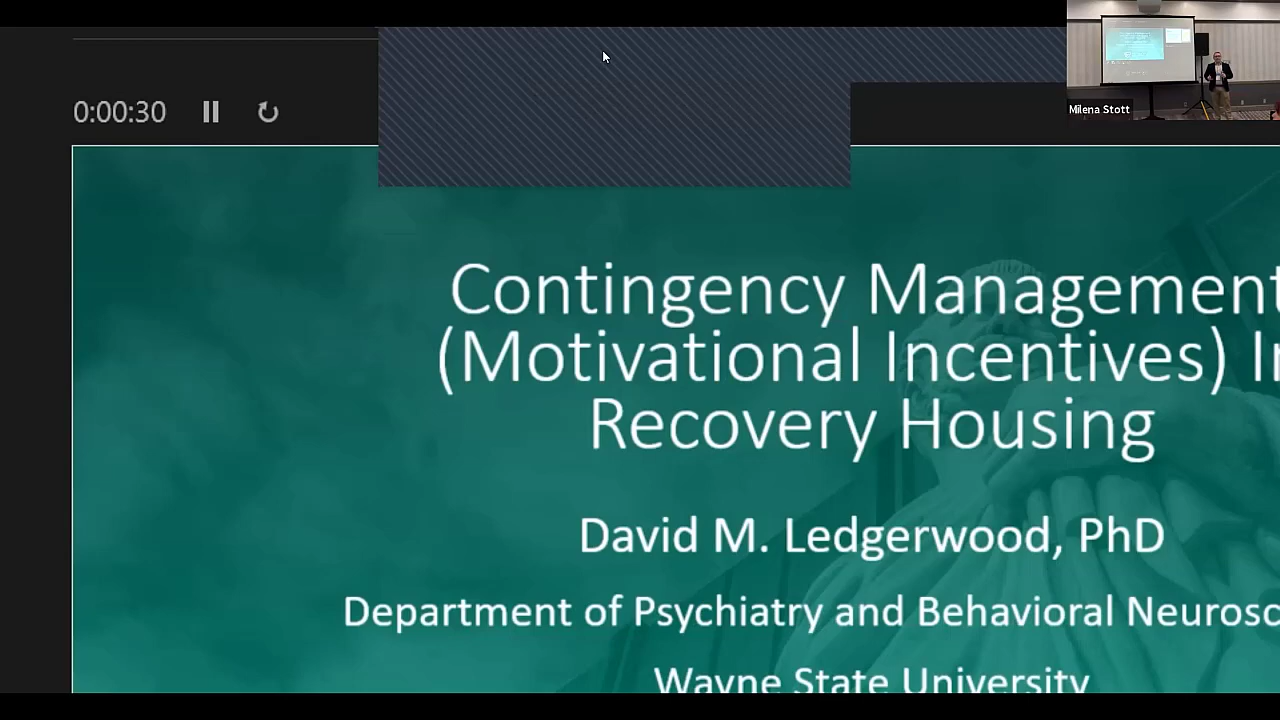 0:00:30
Milena Stott
Contingency Management
(Motivational Incentives) I
Recovery Housing
David M. Ledgerwood, PhD
Department of Psychiatry and Behavioral Neurosc
Wayne State University